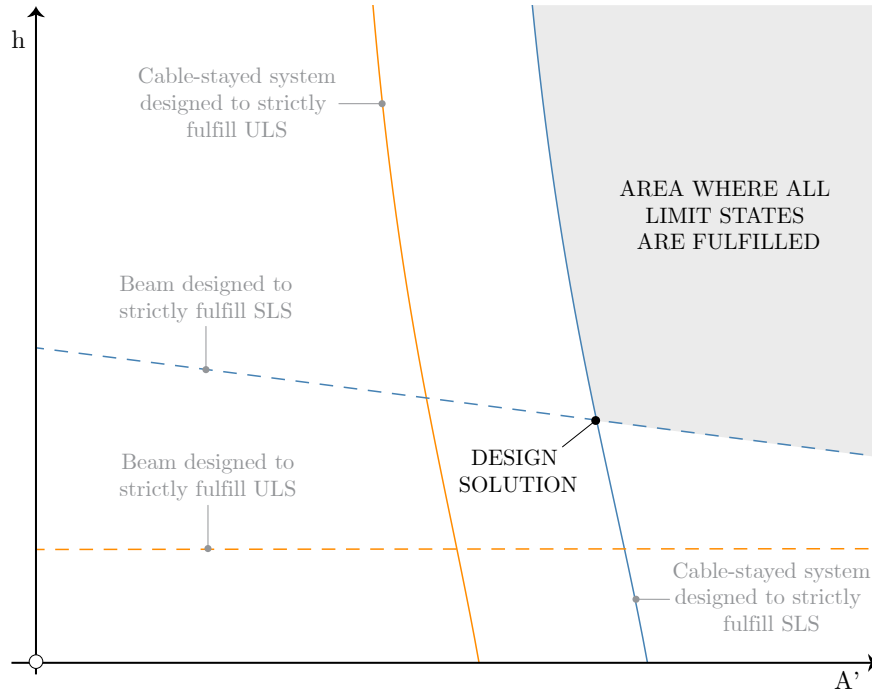 h
Cable-stayed system
designed to strictly
fulfill ULS
AREA WHERE ALL
LIMIT STATES
ARE FULFILLED
Beam designed to
strictly fulfill SLS
Beam designed to
strictly fulfill ULS
DESIGN
SOLUTION
Cable-stayed system
designed to strictly
fulfill SLS
A'